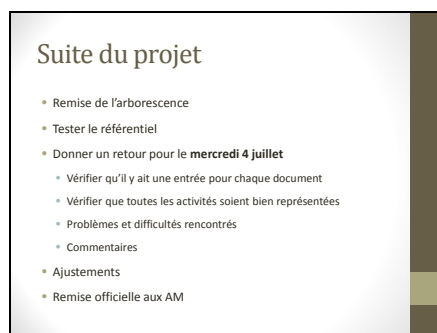 Suite du projet
• Remise de l'arborescence
• Tester le référentiel
• Donner un retour pour le mercredi 4 juillet
• Vérifier qu'il y ait une entrée pour chaque document
• Vérifier que toutes les activités soient bien représentées
• Problèmes et difficultés rencontrés
• Commentaires
• Ajustements
• Remise officielle aux AM